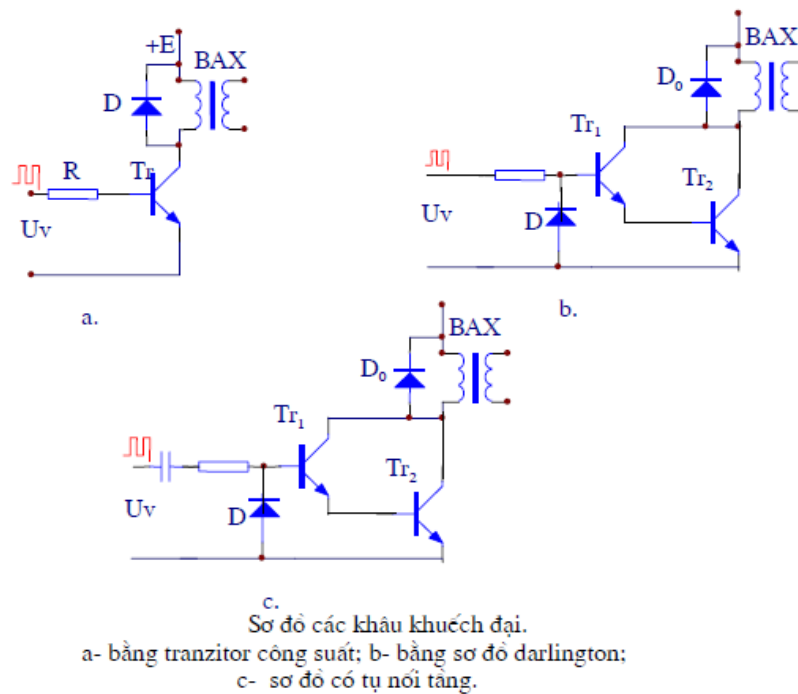 +E
BAX
D
R
Tr
Uv
a.
BAX
D₀
Tr₁
Tr₂
D
Uv
b.
BAX
D₀
Tr₁
Tr₂
D
Uv
c.
Sơ đồ các khâu khuếch đại.
a- bằng tranzitor công suất; b- bằng sơ đồ darlington;
c- sơ đồ có tụ nối tầng.